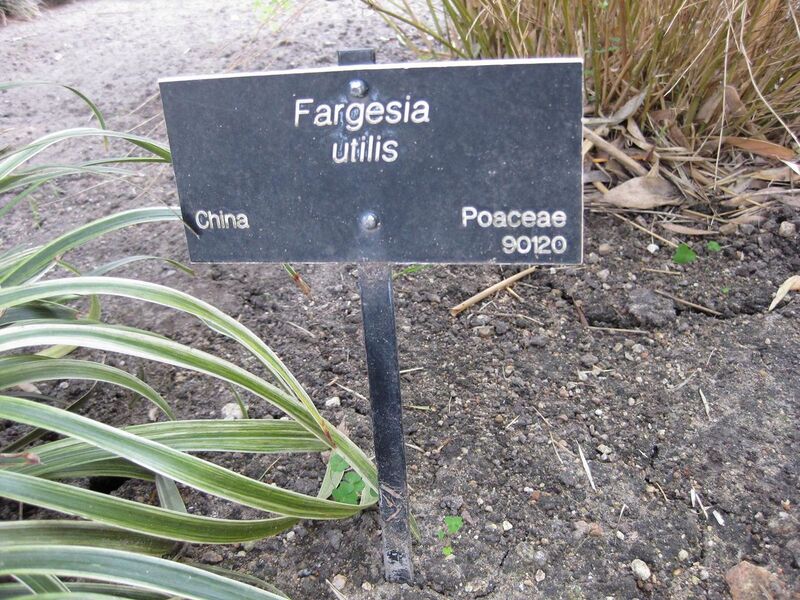 Fargesia
utilis
China
Poaceae
90120